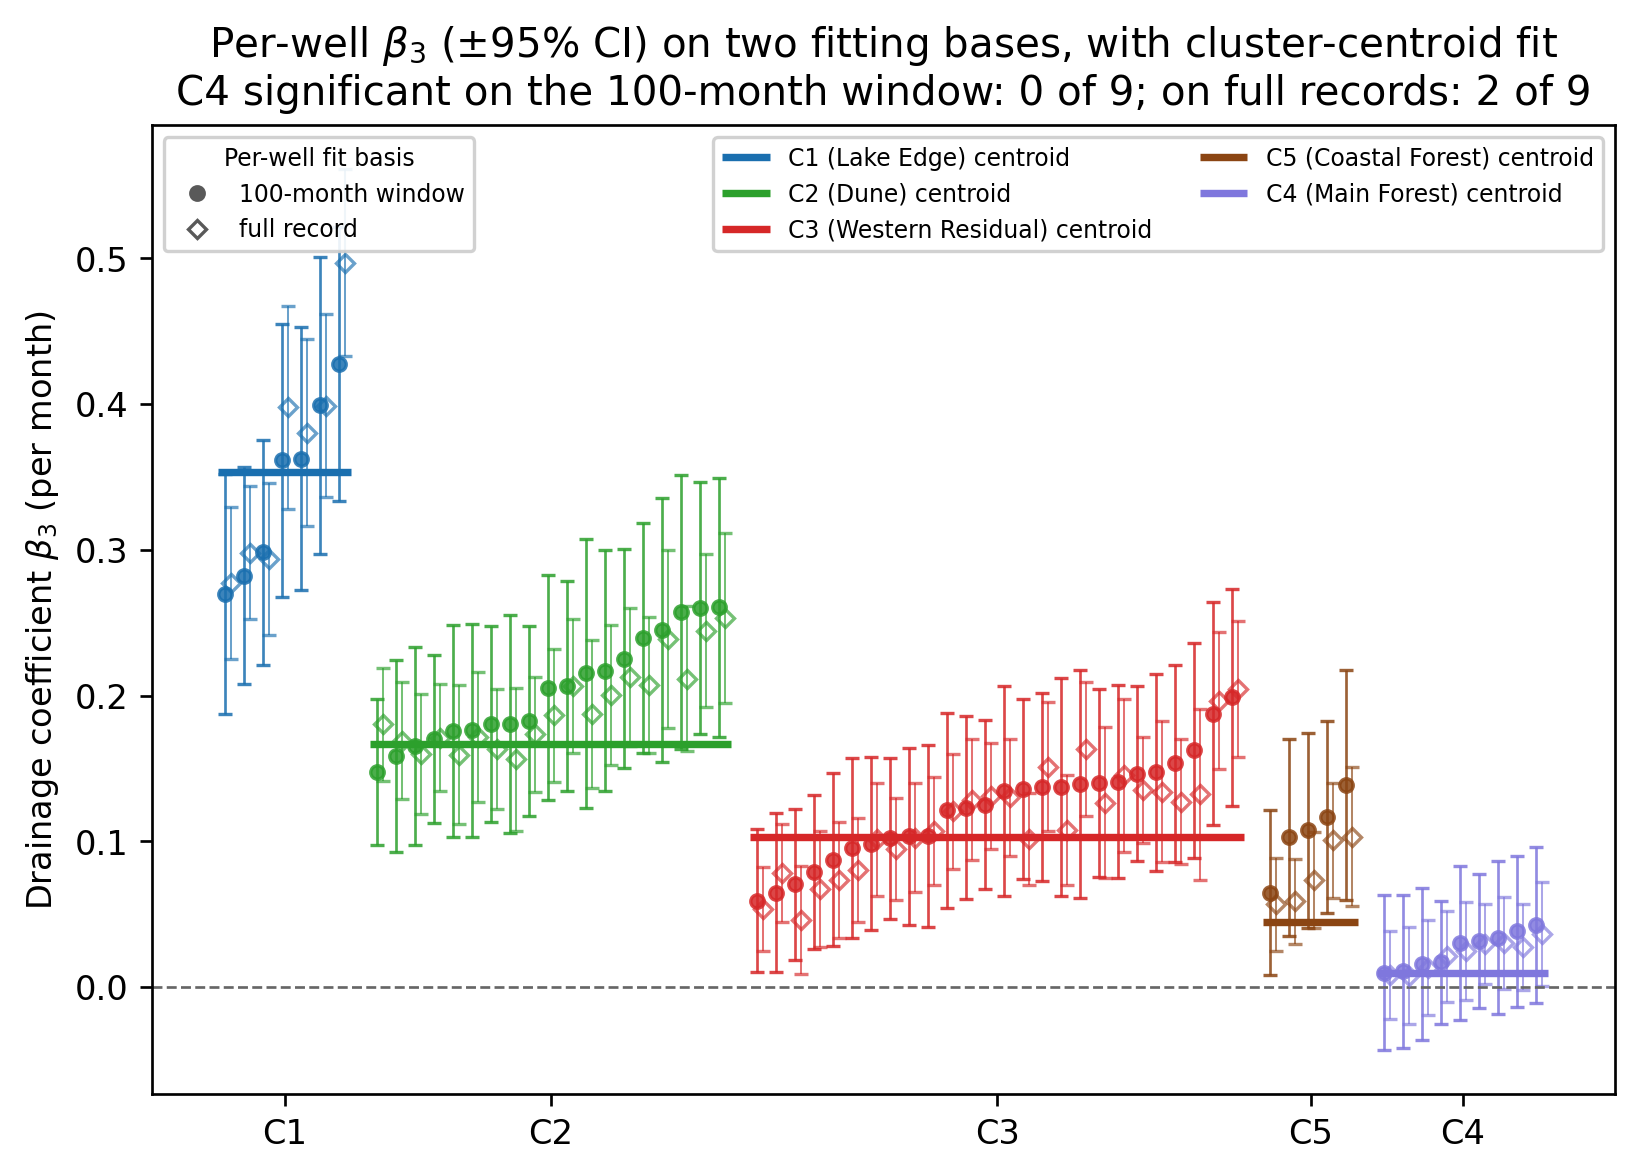 Per-well β₃ (±95% CI) on two fitting bases, with cluster-centroid fit
C4 significant on the 100-month window: 0 of 9; on full records: 2 of 9
Per-well fit basis
100-month window
full record
C1 (Lake Edge) centroid
C2 (Dune) centroid
C3 (Western Residual) centroid
C5 (Coastal Forest) centroid
C4 (Main Forest) centroid
Drainage coefficient β₃ (per month)
0.5
0.4
0.3
0.2
0.1
0.0
C1
C2
C3
C5
C4